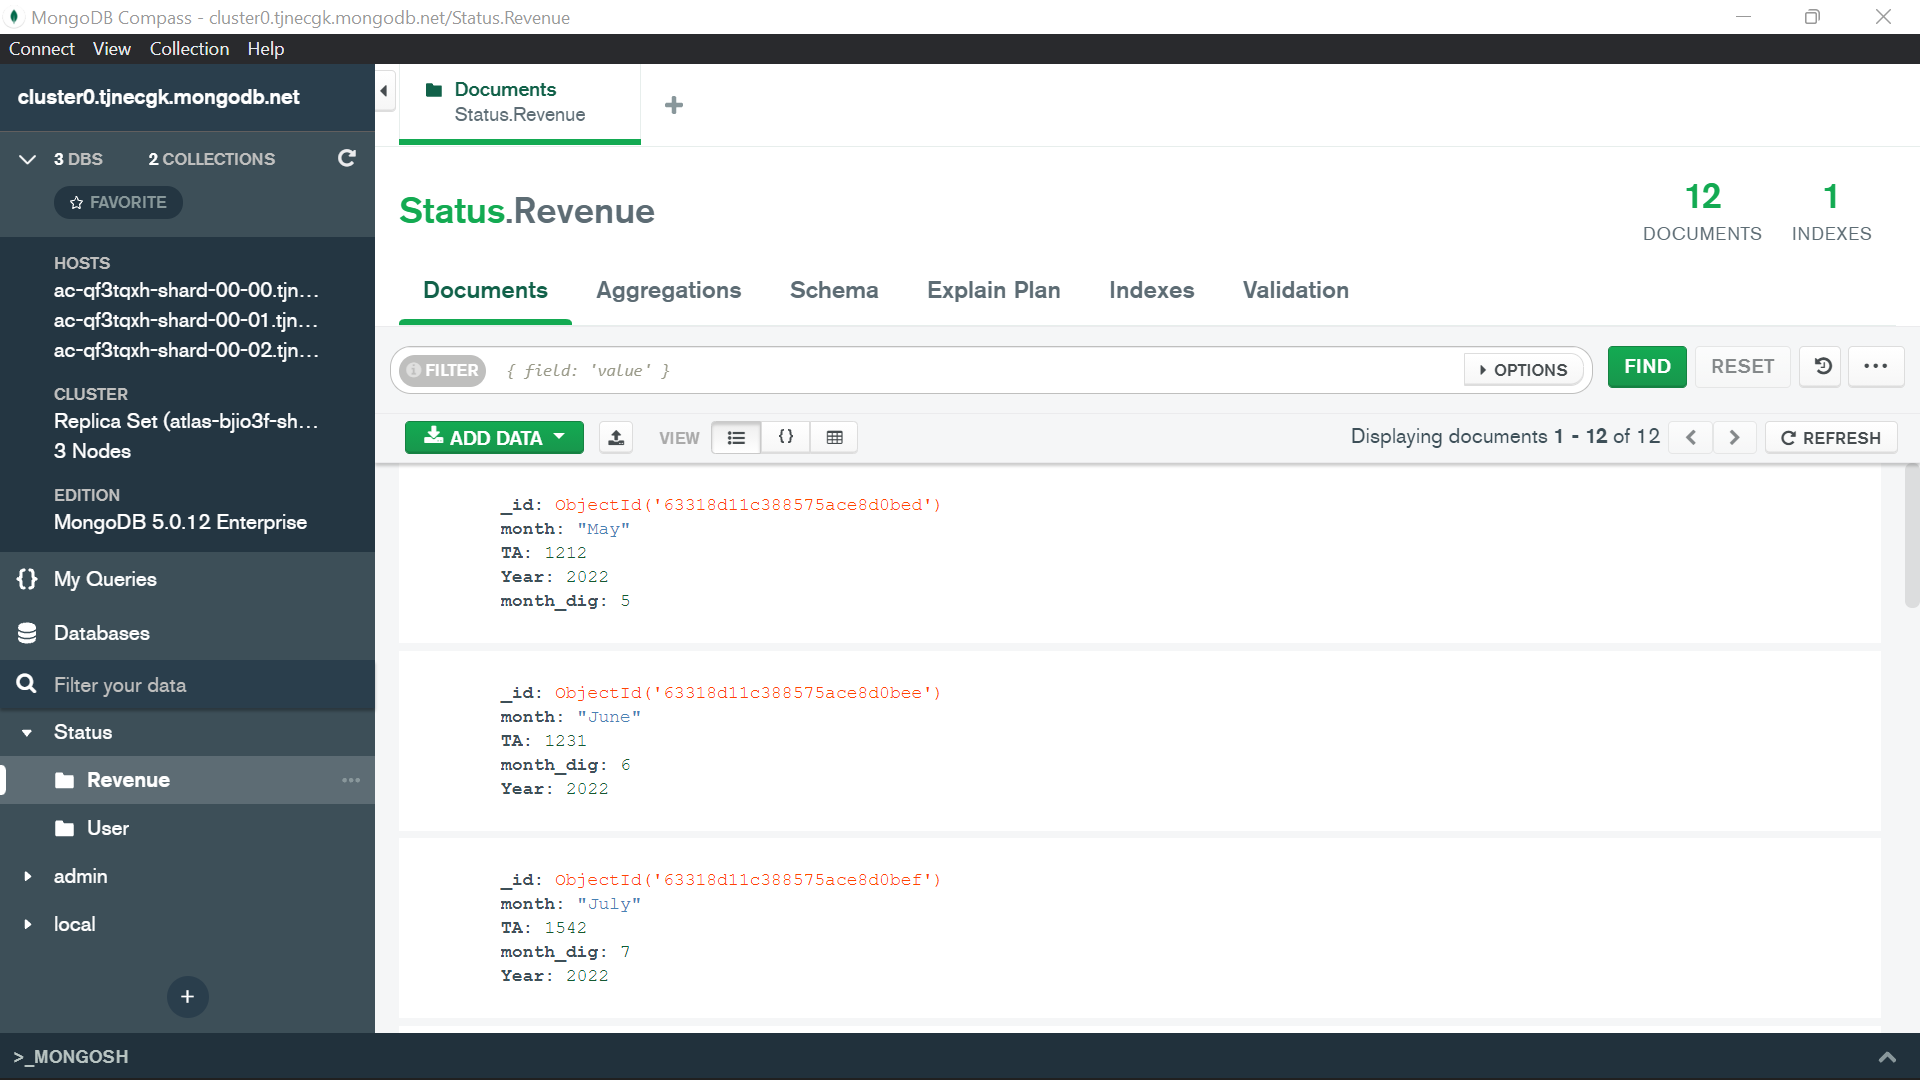 MongoDB Compass - cluster0.tjnecgk.mongodb.net/Status.Revenue
Connect View Collection Help
cluster0.tjnecgk.mongodb.net
3 DBS 2 COLLECTIONS
FAVORITE
HOSTS
ac-qf3tqxh-shard-00-00.tjn...
ac-qf3tqxh-shard-00-01.tjn...
ac-qf3tqxh-shard-00-02.tjn...
CLUSTER
Replica Set (atlas-bjio3f-sh...
3 Nodes
EDITION
MongoDB 5.0.12 Enterprise
{} My Queries
Databases
Filter your data
Status
Revenue ...
User
admin
local
+
Documents
Status.Revenue
+
Status.Revenue
12
DOCUMENTS
1
INDEXES
Documents Aggregations Schema Explain Plan Indexes Validation
FILTER { field: 'value' } OPTIONS FIND RESET ...
ADD DATA VIEW {} Displaying documents 1 - 12 of 12 < > REFRESH
_id: ObjectId('63318d11c388575ace8d0bed')
month: "May"
TA: 1212
Year: 2022
month_dig: 5
_id: ObjectId('63318d11c388575ace8d0bee')
month: "June"
TA: 1231
month_dig: 6
Year: 2022
_id: ObjectId('63318d11c388575ace8d0bef')
month: "July"
TA: 1542
month_dig: 7
Year: 2022
>_MONGOSH